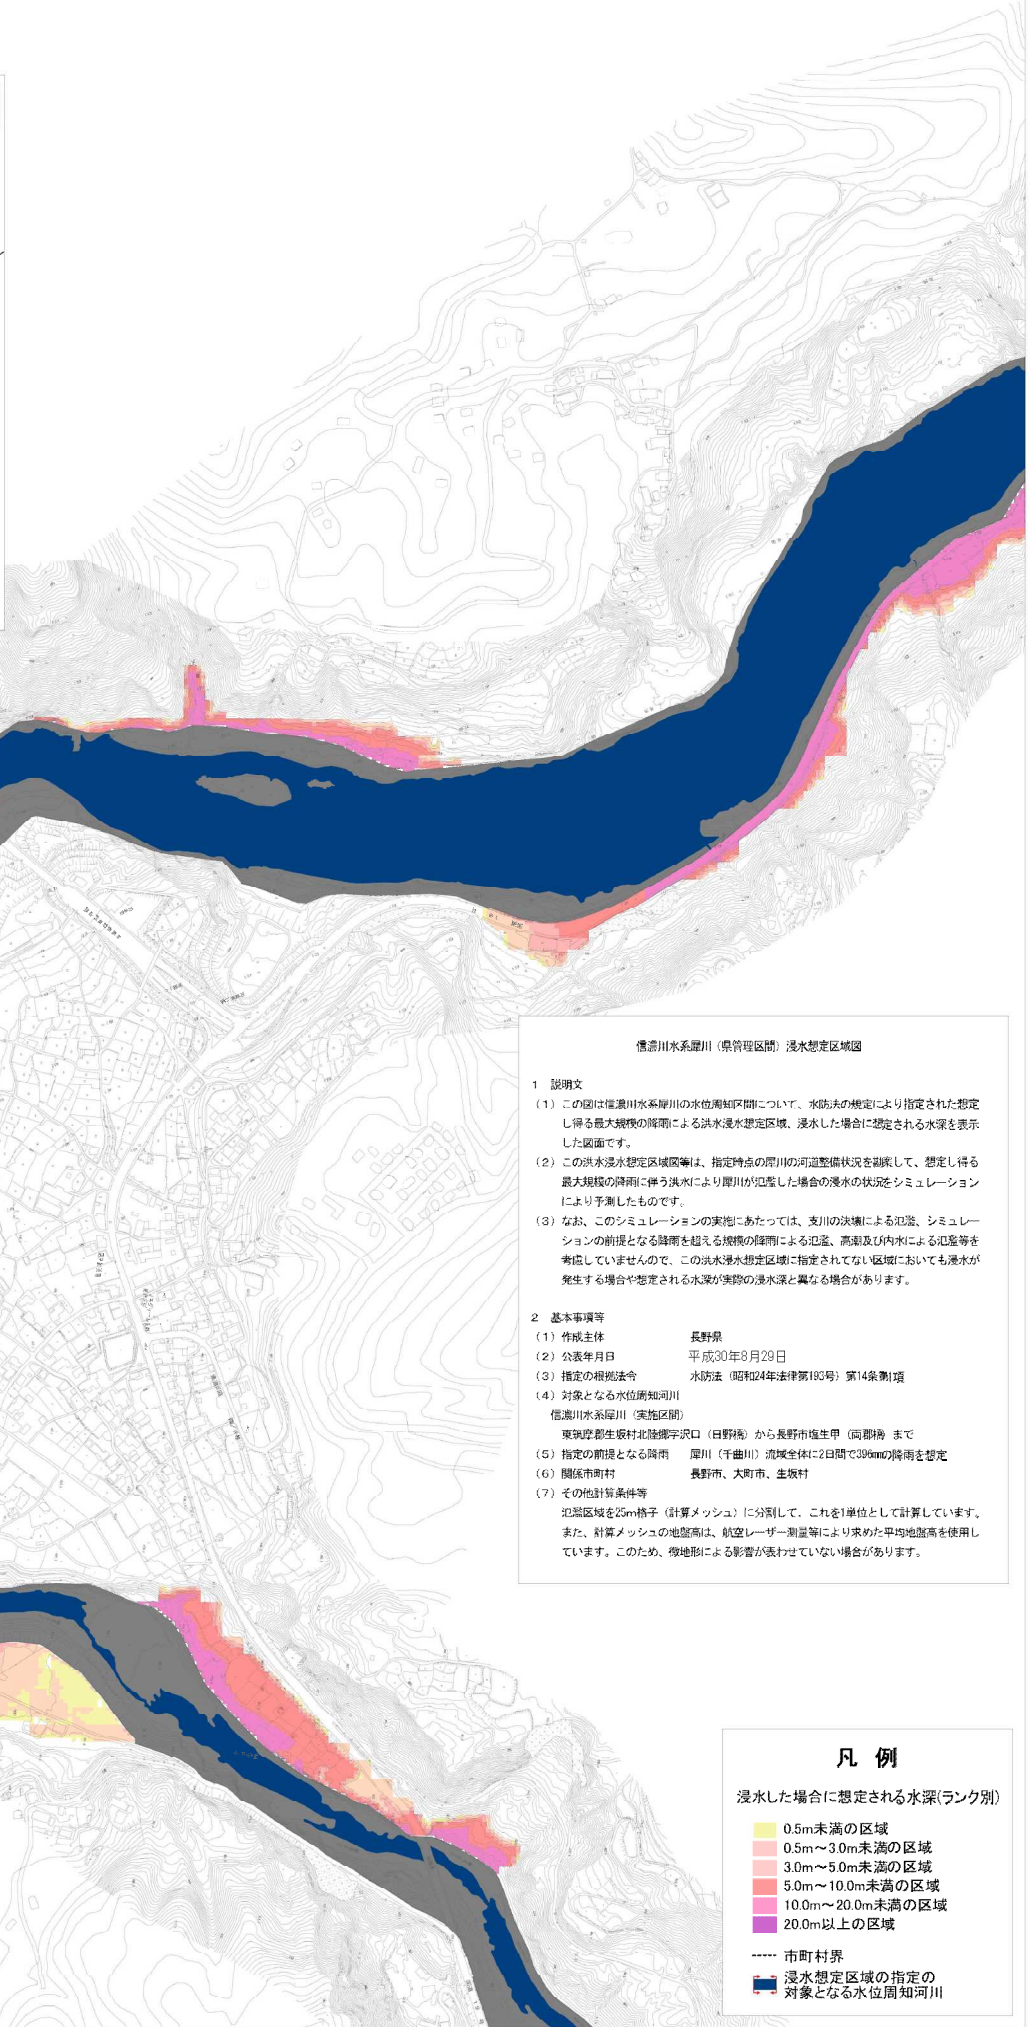 信濃川水系犀川（県管理区間）浸水想定区域図
1 説明文
（1）この図は信濃川水系犀川の水位周知区間について、水防法の規定により指定された想定
し得る最大規模の降雨による洪水浸水想定区域、浸水した場合に想定される水深を表示
した図面です。
（2）この洪水浸水想定区域図等は、指定時点の犀川の河道整備状況を勘案して、想定し得る
最大規模の降雨に伴う洪水により犀川が氾濫した場合の浸水の状況をシミュレーション
により予測したものです。
（3）なお、このシミュレーションの実施にあたっては、支川の決壊による氾濫、シミュレー
ションの前提となる降雨を超える規模の降雨による氾濫、高潮及び内水による氾濫等を
考慮していませんので、この洪水浸水想定区域に指定されてない区域においても浸水が
発生する場合や想定される水深が実際の浸水深と異なる場合があります。
2 基本事項等
（1）作成主体 長野県
（2）公表年月日 平成30年8月29日
（3）指定の根拠法令 水防法（昭和24年法律第193号）第14条第1項
（4）対象となる水位周知河川
信濃川水系犀川（実施区間）
東筑摩郡生坂村北陸郷字沢口（日野橋）から長野市塩生甲（両郡橋）まで
（5）指定の前提となる降雨 犀川（千曲川）流域全体に2日間で396mmの降雨を想定
（6）関係市町村 長野市、大町市、生坂村
（7）その他計算条件等
氾濫区域を25m格子（計算メッシュ）に分割して、これを1単位として計算しています。
また、計算メッシュの地盤高は、航空レーザー測量等により求めた平均地盤高を使用し
ています。このため、微地形による影響が表わせていない場合があります。
凡 例
浸水した場合に想定される水深(ランク別)
0.5m未満の区域
0.5m～3.0m未満の区域
3.0m～5.0m未満の区域
5.0m～10.0m未満の区域
10.0m～20.0m未満の区域
20.0m以上の区域
市町村界
浸水想定区域の指定の
対象となる水位周知河川